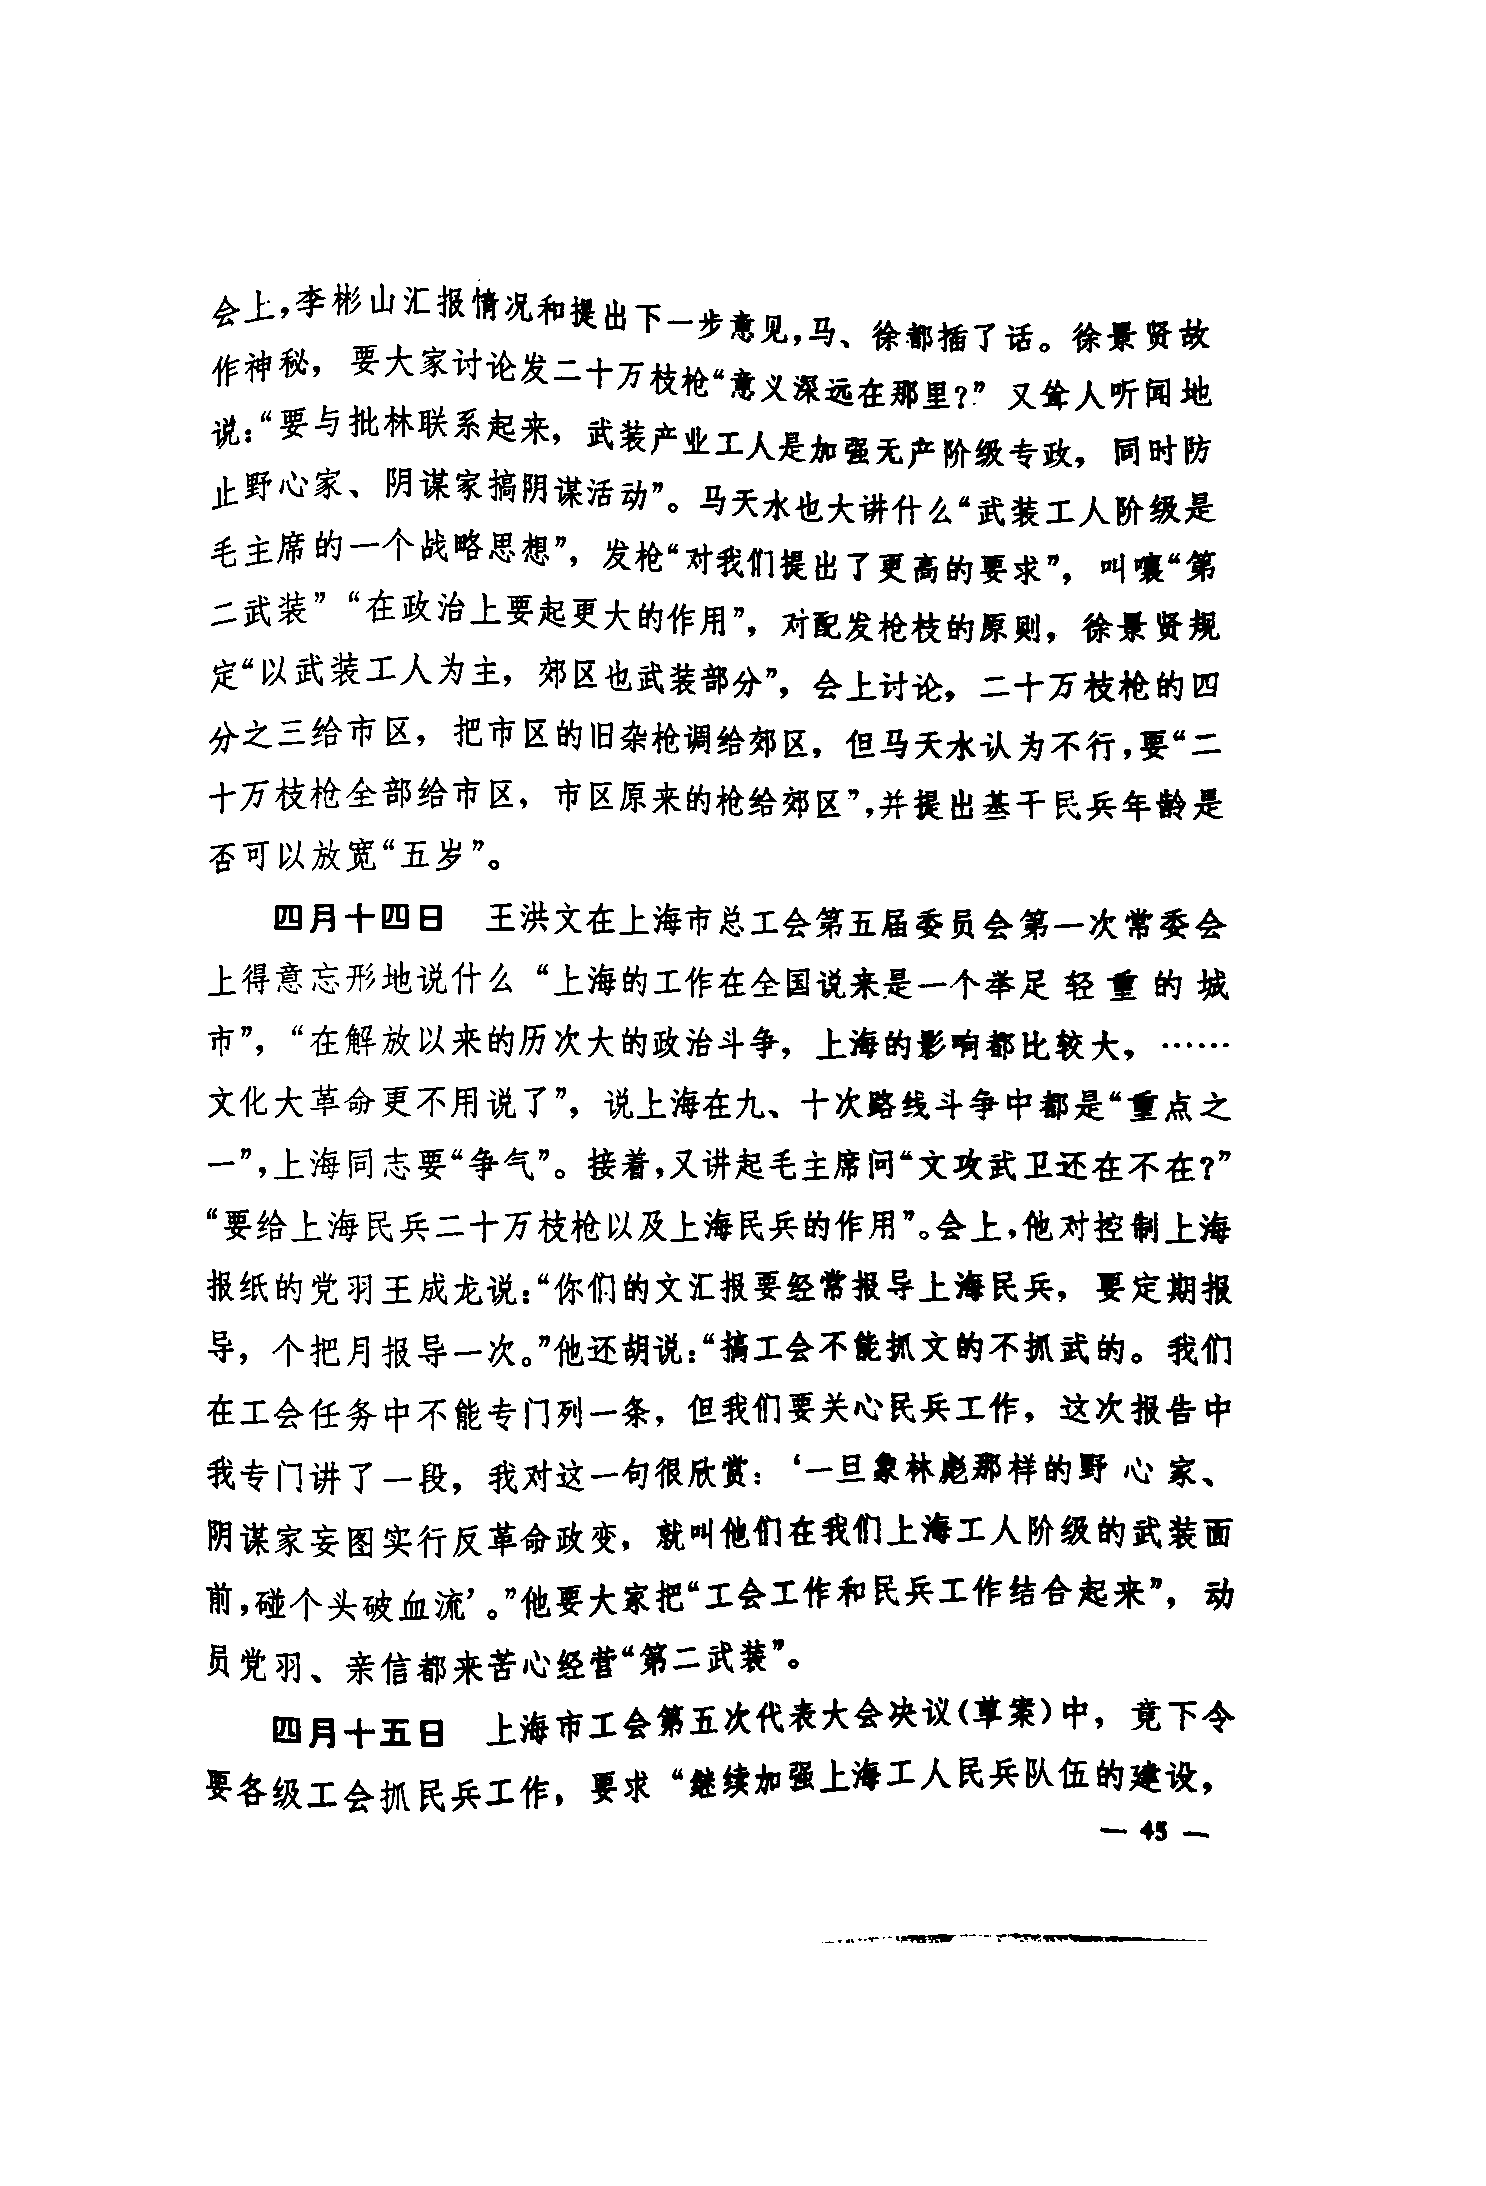 会上，李彬山汇报情况和提出下一步意见，马、徐都插了话。徐景贤故
作神秘，要大家讨论发二十万枝枪“意义深远在那里？”又耸人听闻地
说：“要与批林联系起来，武装产业工人是加强无产阶级专政，同时防
止野心家、阴谋家搞阴谋活动”。马天水也大讲什么“武装工人阶级是
毛主席的一个战略思想”，发枪“对我们提出了更高的要求”，叫嚷“第
二武装”“在政治上要起更大的作用”，对配发枪枝的原则，徐景贤规
定“以武装工人为主，郊区也武装部分”，会上讨论，二十万枝枪的四
分之三给市区，把市区的旧杂枪调给郊区，但马天水认为不行，要“二
十万枝枪全部给市区，市区原来的枪给郊区”，并提出基干民兵年龄是
否可以放宽“五岁”。
四月十四日　王洪文在上海市总工会第五届委员会第一次常委会
上得意忘形地说什么“上海的工作在全国说来是一个举足轻重的城
市”，“在解放以来的历次大的政治斗争，上海的影响都比较大，……
文化大革命更不用说了”，说上海在九、十次路线斗争中都是“重点之
一”，上海同志要“争气”。接着，又讲起毛主席问“文攻武卫还在不在？”
“要给上海民兵二十万枝枪以及上海民兵的作用”。会上，他对控制上海
报纸的党羽王成龙说：“你们的文汇报要经常报导上海民兵，要定期报
导，个把月报导一次。”他还胡说：“搞工会不能抓文的不抓武的。我们
在工会任务中不能专门列一条，但我们要关心民兵工作，这次报告中
我专门讲了一段，我对这一句很欣赏：‘一旦象林彪那样的野心家、
阴谋家妄图实行反革命政变，就叫他们在我们上海工人阶级的武装面
前，碰个头破血流’。”他要大家把“工会工作和民兵工作结合起来”，动
员党羽、亲信都来苦心经营“第二武装”。
四月十五日　上海市工会第五次代表大会决议（草案）中，竟下令
要各级工会抓民兵工作，要求“继续加强上海工人民兵队伍的建设，
— 45 —